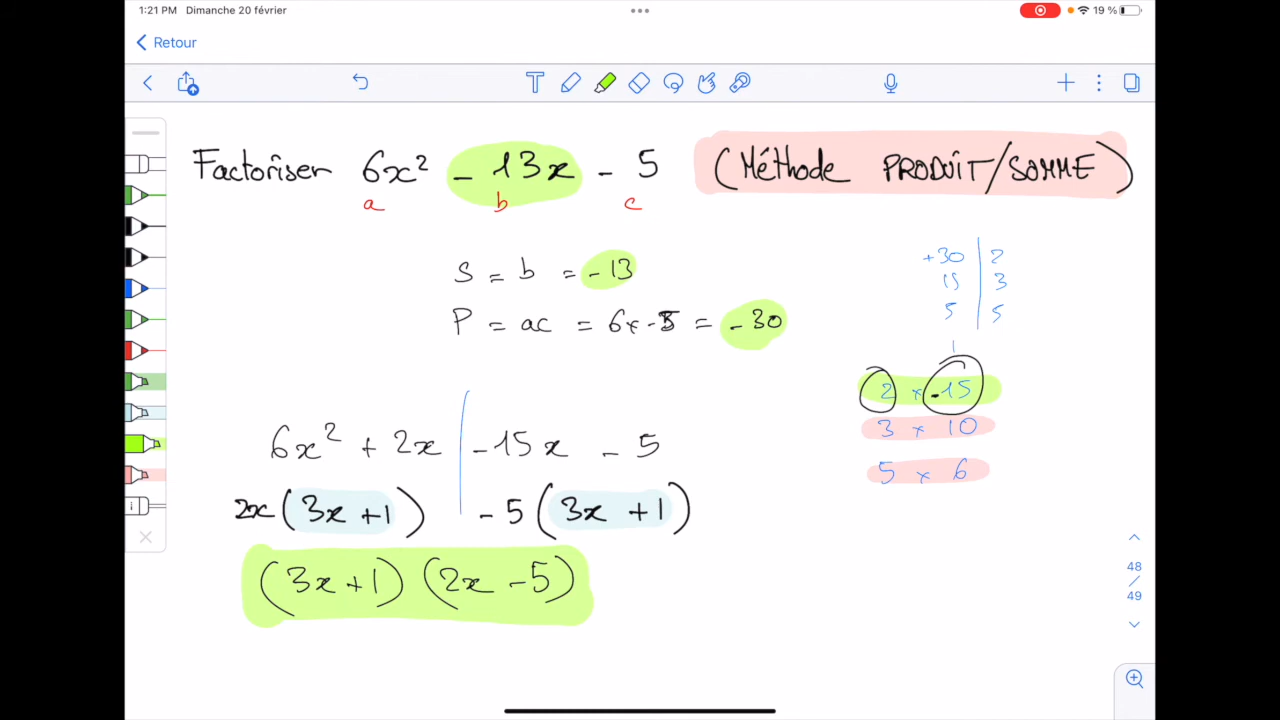 1:21 PM Dimanche 20 février
19 %
Retour
Factoriser 6x² - 13x - 5 (Méthode PRODUIT/SOMME)
a b c
S = b = -13
P = ac = 6x-5 = -30
+30 | 2
15 | 3
5 | 5
1
2 x -15
3 x 10
5 x 6
6x² + 2x | -15x - 5
2x (3x+1) - 5 (3x+1)
(3x+1) (2x-5)
48
/
49